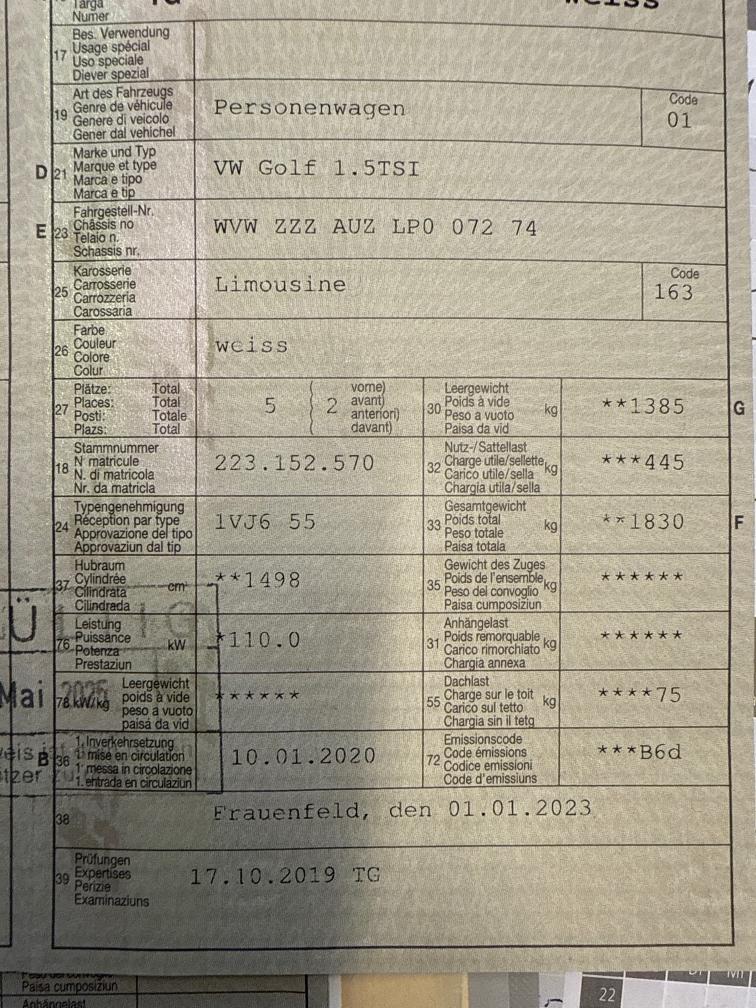 Targa
Numer
weiss
Bes. Verwendung
17 Usage spécial
Uso speciale
Diever spezial
Art des Fahrzeugs
19 Genre de véhicule
Genere di veicolo
Gener dal vehichel
Personenwagen
Code
01
Marke und Typ
D 21 Marque et type
Marca e tipo
Marca e tip
VW Golf 1.5TSI
Fahrgestell-Nr.
E 23 Châssis no
Telaio n.
Schassis nr.
WVW ZZZ AUZ LP0 072 74
Karosserie
25 Carrosserie
Carrozzeria
Carossaria
Limousine
Code
163
Farbe
26 Couleur
Colore
Colur
weiss
Plätze: Total
27 Places: Total
Posti: Totale
Plazs: Total
5 ( 2 vorne)
avant)
anteriori)
davant)
Leergewicht
30 Poids à vide kg
Peso a vuoto
Paisa da vid
**1385 G
Stammnummer
18 N matricule
N. di matricola
Nr. da matricla
223.152.570
Nutz-/Sattellast
32 Charge utile/sellette kg
Carico utile/sella
Chargia utila/sella
***445
Typengenehmigung
24 Réception par type
Approvazione del tipo
Approvaziun dal tip
1VJ6 55
Gesamtgewicht
33 Poids total kg
Peso totale
Paisa totala
**1830 F
Hubraum
37 Cylindrée cm³
Cilindrata
Cilindrada
**1498
Gewicht des Zuges
35 Poids de l'ensemble kg
Peso del convoglio
Paisa cumposiziun
******
Leistung
76 Puissance kW
Potenza
Prestaziun
*110.0
Anhängelast
31 Poids remorquable kg
Carico rimorchiato
Chargia annexa
******
Leergewicht
78 kW/kg poids à vide
peso a vuoto
paisa da vid
******
Dachlast
55 Charge sur le toit kg
Carico sul tetto
Chargia sin il tetg
****75
1. Inverkehrsetzung
B 36 1. mise en circulation
1. messa in circolazione
1. entrada en circulaziun
10.01.2020
Emissionscode
72 Code émissions
Codice emissioni
Code d'emissiuns
***B6d
38 Frauenfeld, den 01.01.2023
Prüfungen
39 Expertises
Perizie
Examinaziuns
17.10.2019 TG
Ü
Mai
Paisa cumposiziun
Anhängelast
22